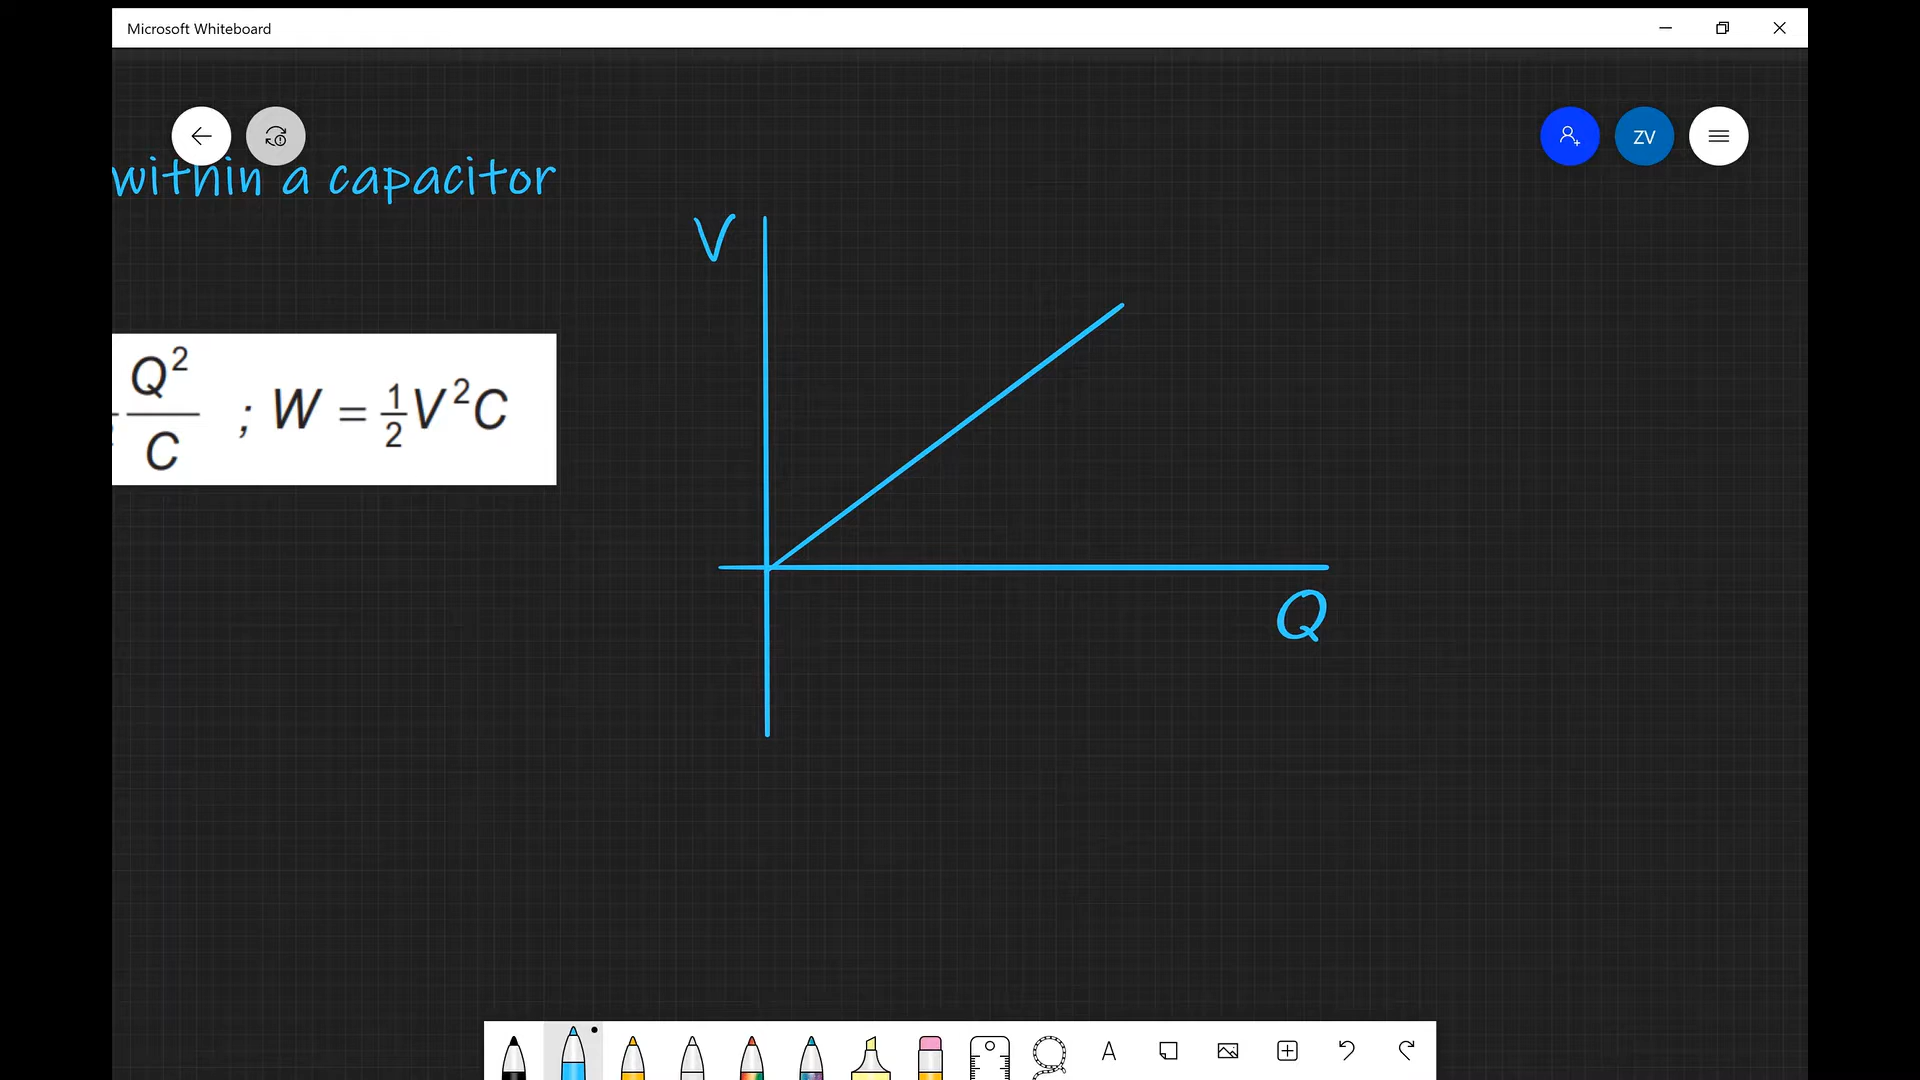 Microsoft Whiteboard
ZV
within a capacitor
V
Q²
C
; W = ½V²C
Q
A